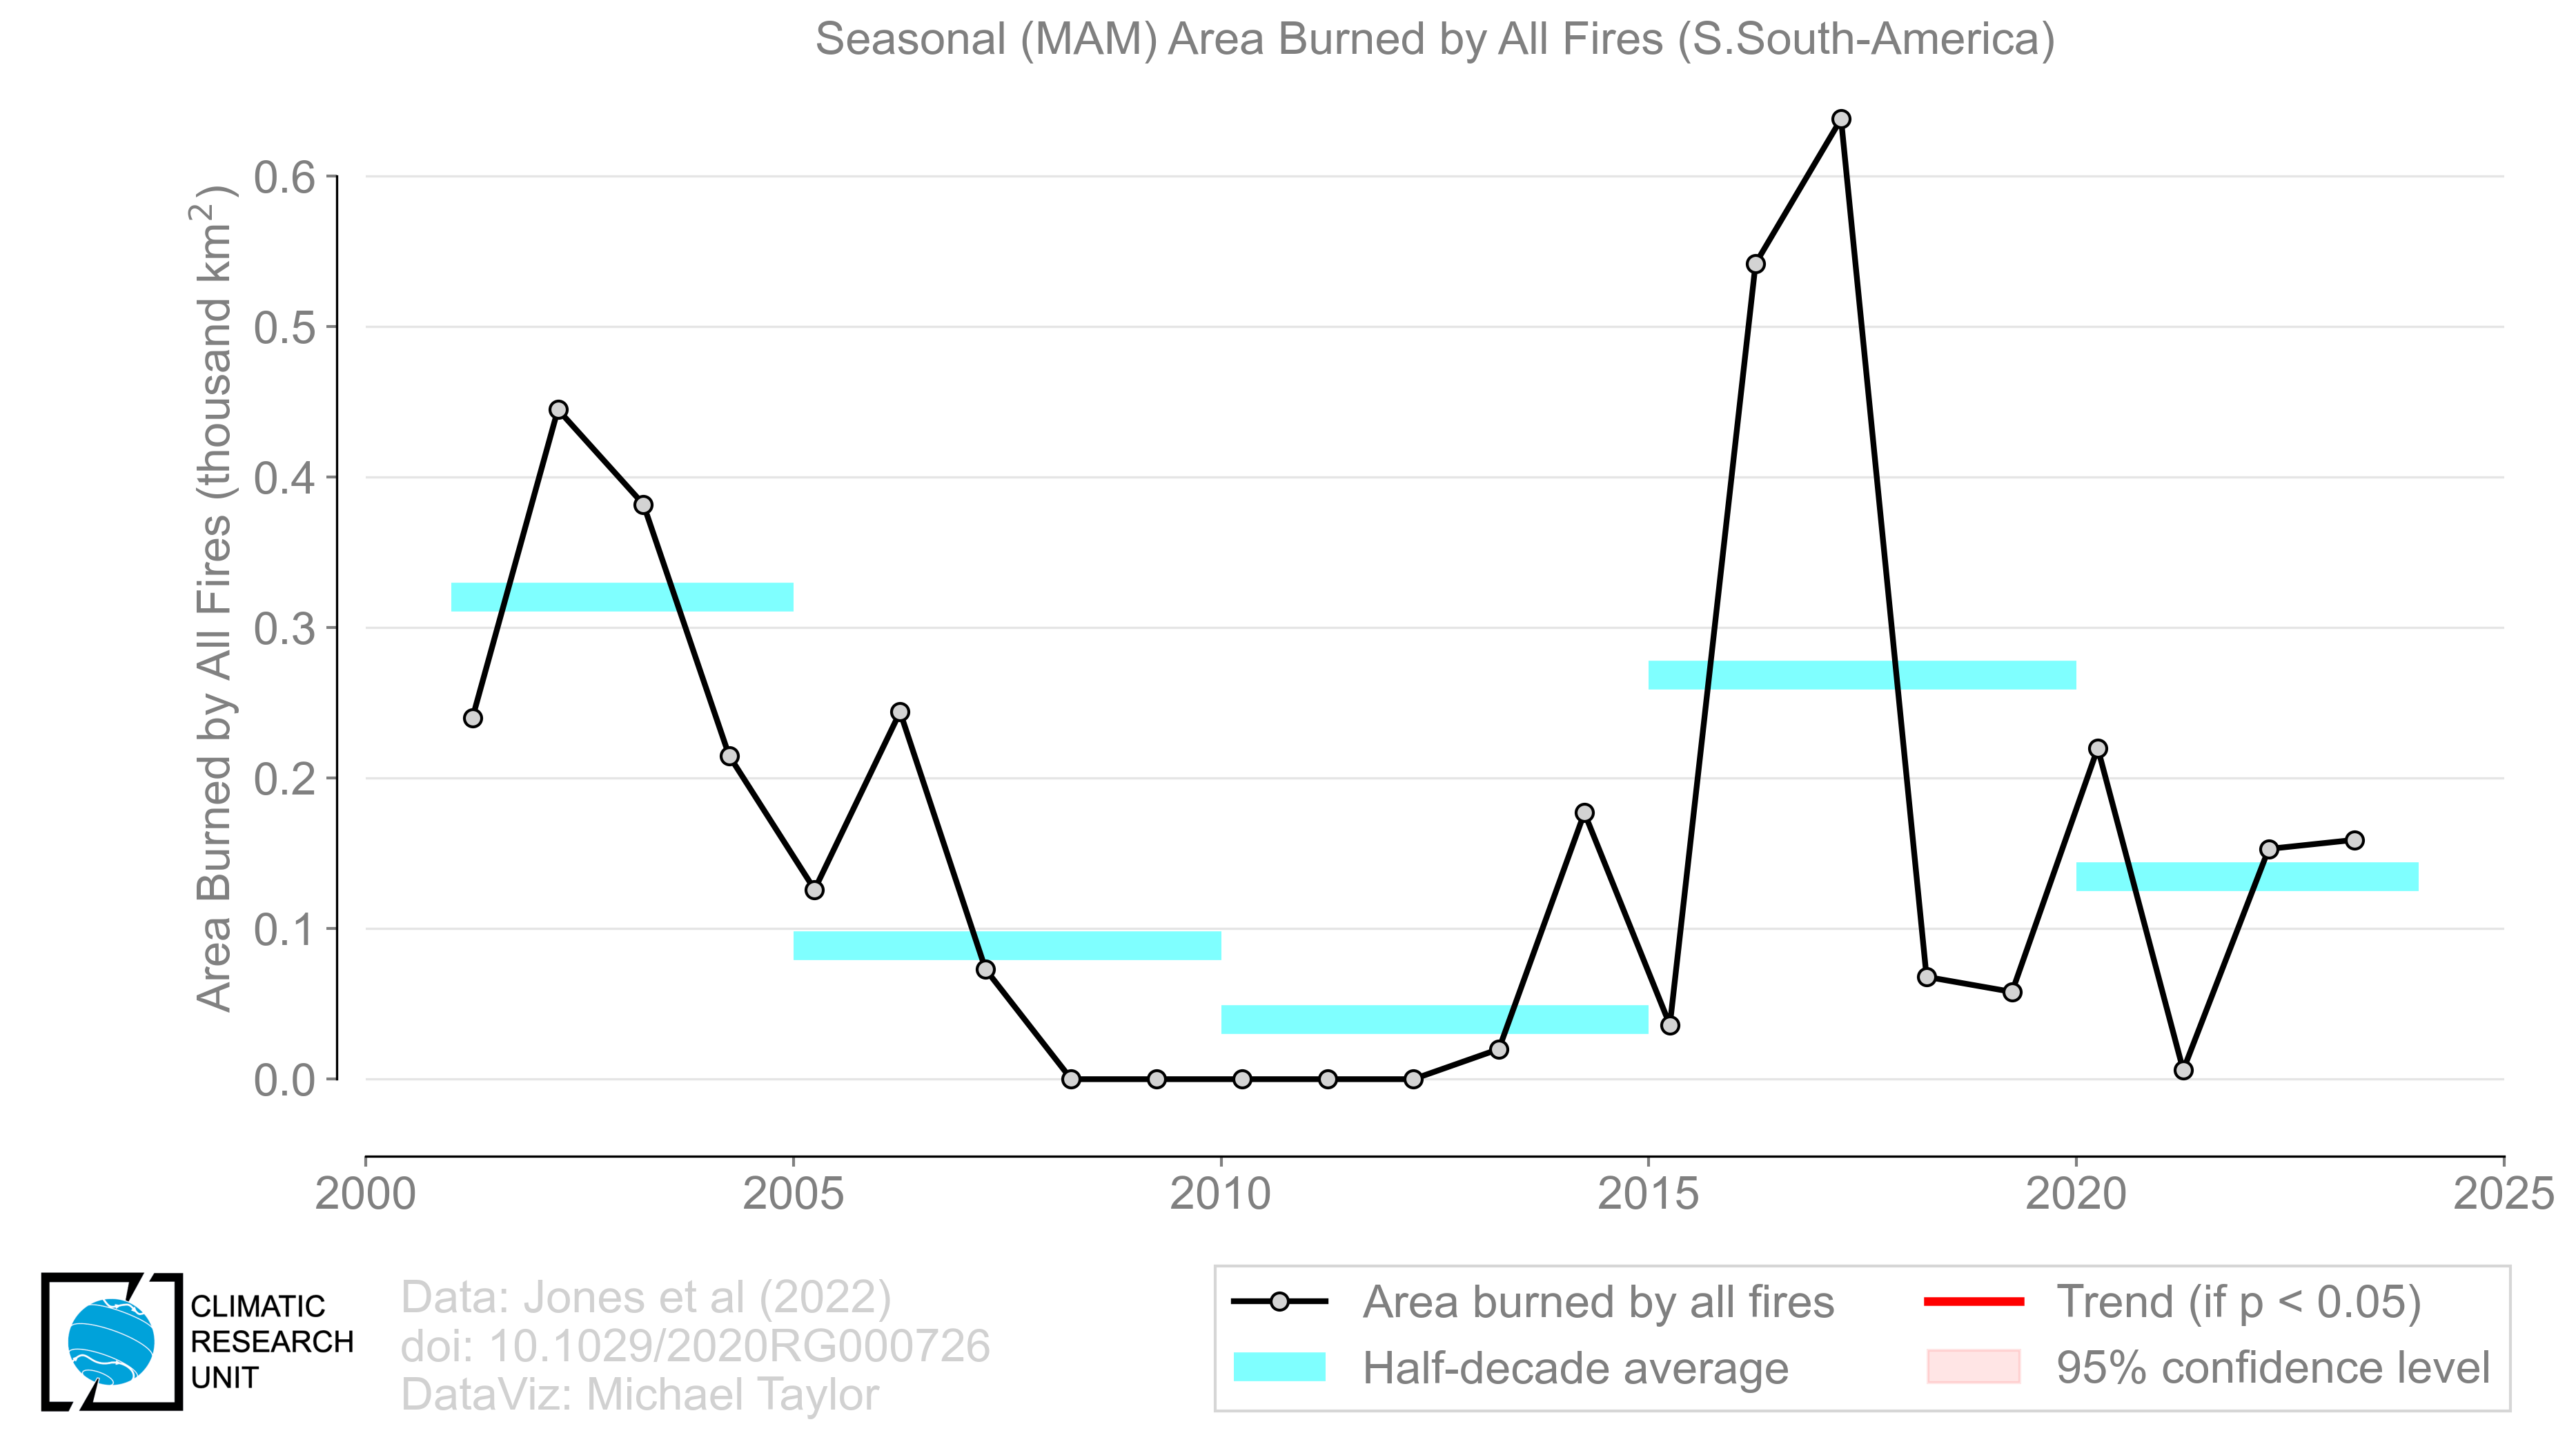 Seasonal (MAM) Area Burned by All Fires (S.South-America)
Area Burned by All Fires (thousand km²)
0.6
0.5
0.4
0.3
0.2
0.1
0.0
2000 2005 2010 2015 2020 2025
CLIMATIC
RESEARCH
UNIT
Data: Jones et al (2022)
doi: 10.1029/2020RG000726
DataViz: Michael Taylor
Area burned by all fires
Half-decade average
Trend (if p < 0.05)
95% confidence level